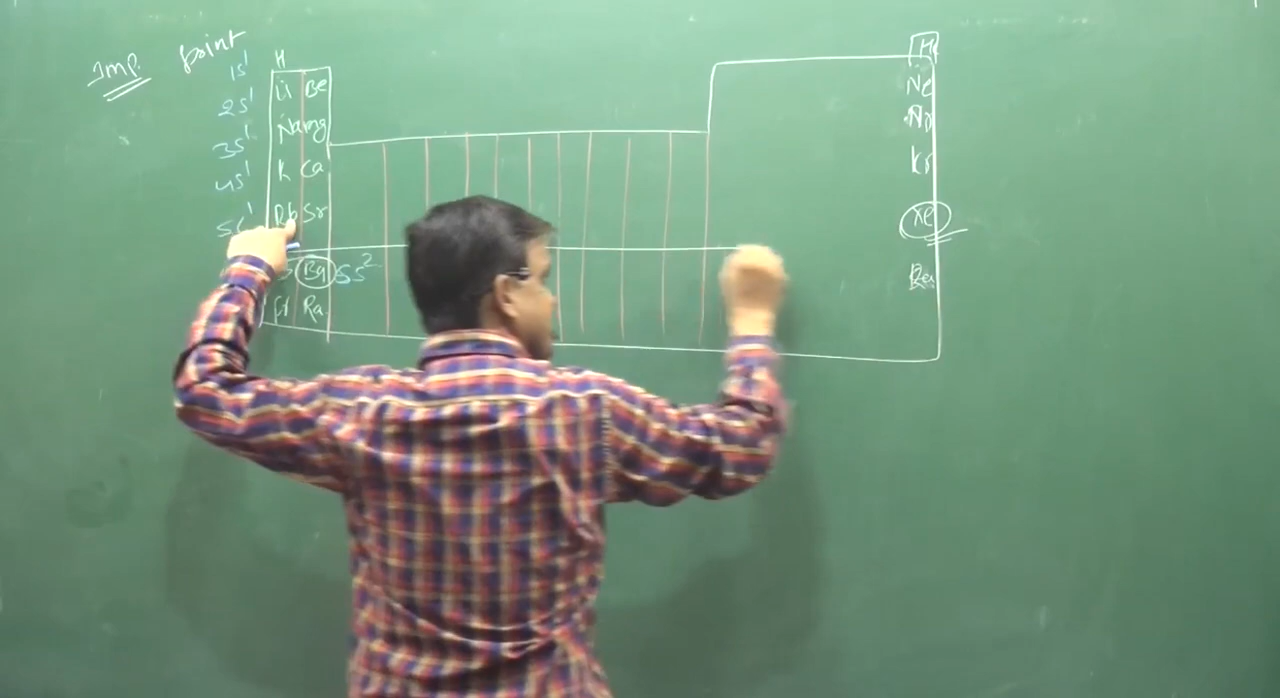 Imp. point
H
He
1s¹
Li Be
Ne
2s¹
Na Mg
3s¹
K Ca
Kr
4s¹
Rb Sr
Xe
5s¹
Ba 5s²
Fr Ra